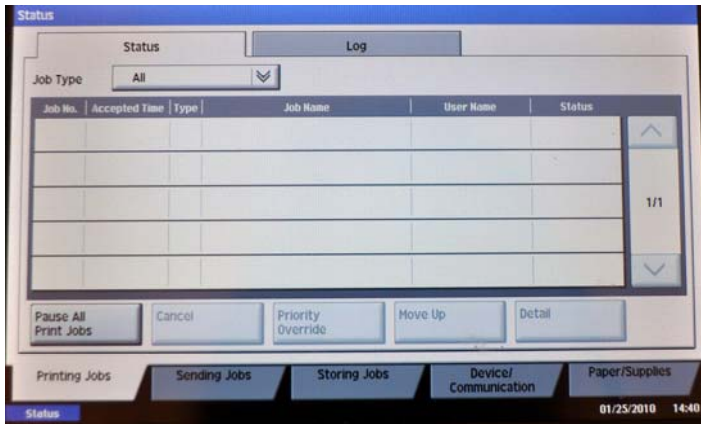 Status
Status
Log
Job Type
All
Job No. Accepted Time Type Job Name User Name Status
1/1
Pause All
Print Jobs
Cancel
Priority
Override
Move Up
Detail
Printing Jobs
Sending Jobs
Storing Jobs
Device/
Communication
Paper/Supplies
Status
01/25/2010 14:40